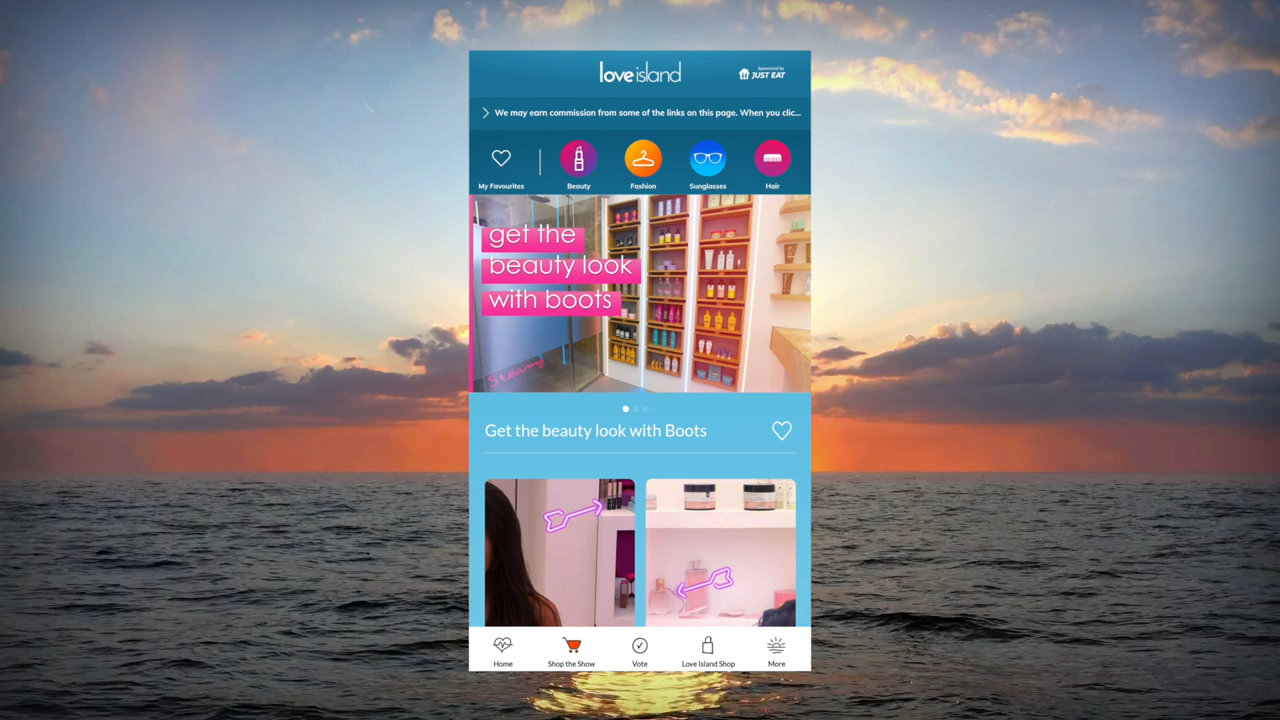 love island
Sponsored by
JUST EAT
We may earn commission from some of the links on this page. When you clic...
My Favourites
Beauty
Fashion
Sunglasses
Hair
get the
beauty look
with boots
Steamy
Get the beauty look with Boots
Home
Shop the Show
Vote
Love Island Shop
More